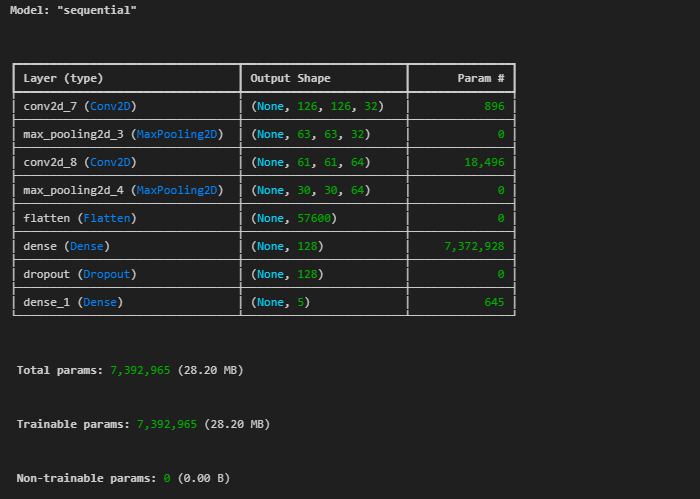 Model: "sequential"
Layer (type) Output Shape Param #
conv2d_7 (Conv2D) (None, 126, 126, 32) 896
max_pooling2d_3 (MaxPooling2D) (None, 63, 63, 32) 0
conv2d_8 (Conv2D) (None, 61, 61, 64) 18,496
max_pooling2d_4 (MaxPooling2D) (None, 30, 30, 64) 0
flatten (Flatten) (None, 57600) 0
dense (Dense) (None, 128) 7,372,928
dropout (Dropout) (None, 128) 0
dense_1 (Dense) (None, 5) 645
Total params: 7,392,965 (28.20 MB)
Trainable params: 7,392,965 (28.20 MB)
Non-trainable params: 0 (0.00 B)